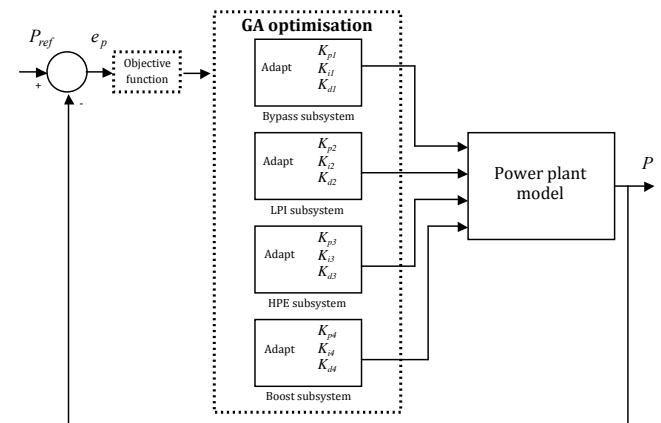 GA optimisation
P_ref
e_p
Objective
function
+
-
Adapt
K_p1
K_i1
K_d1
Bypass subsystem
Adapt
K_p2
K_i2
K_d2
LPI subsystem
Adapt
K_p3
K_i3
K_d3
HPE subsystem
Adapt
K_p4
K_i4
K_d4
Boost subsystem
Power plant
model
P